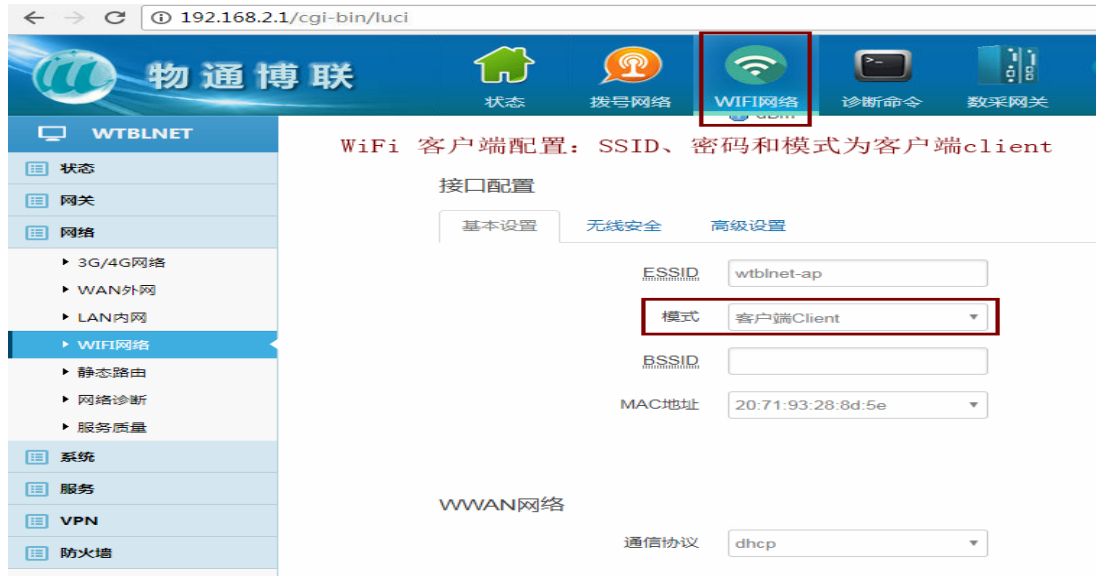 192.168.2.1/cgi-bin/luci
物通博联
状态
拨号网络
WIFI网络
诊断命令
数采网关
dBm
WTBLNET
WiFi 客户端配置：SSID、密码和模式为客户端client
状态
网关
网络
3G/4G网络
WAN外网
LAN内网
WIFI网络
静态路由
网络诊断
服务质量
系统
服务
VPN
防火墙
接口配置
基本设置
无线安全
高级设置
ESSID wtblnet-ap
模式 客户端Client
BSSID
MAC地址 20:71:93:28:8d:5e
WWAN网络
通信协议 dhcp